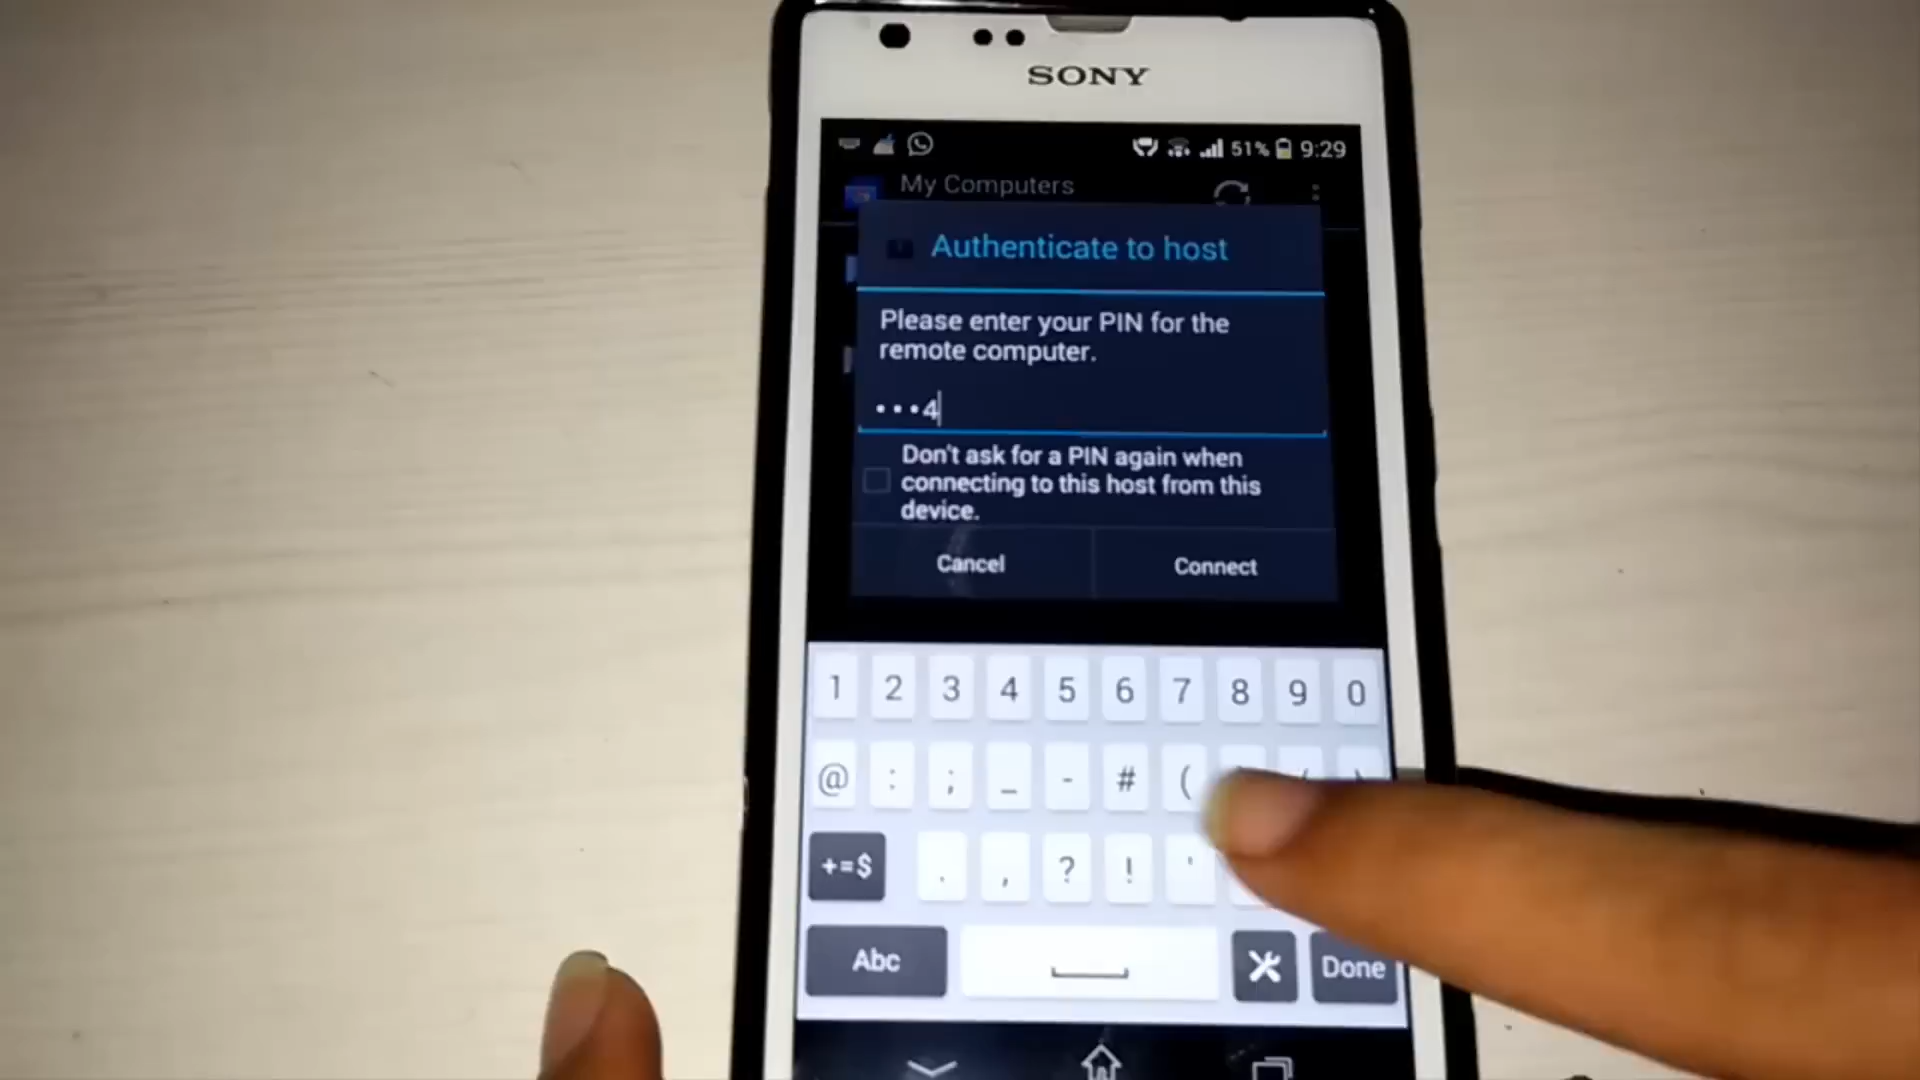 SONY
51% 9:29
My Computers
Authenticate to host
Please enter your PIN for the
remote computer.
•••4
Don't ask for a PIN again when
connecting to this host from this
device.
Cancel Connect
1 2 3 4 5 6 7 8 9 0
@ : ; _ - # (
+=$ . , ? ! '
Abc Done